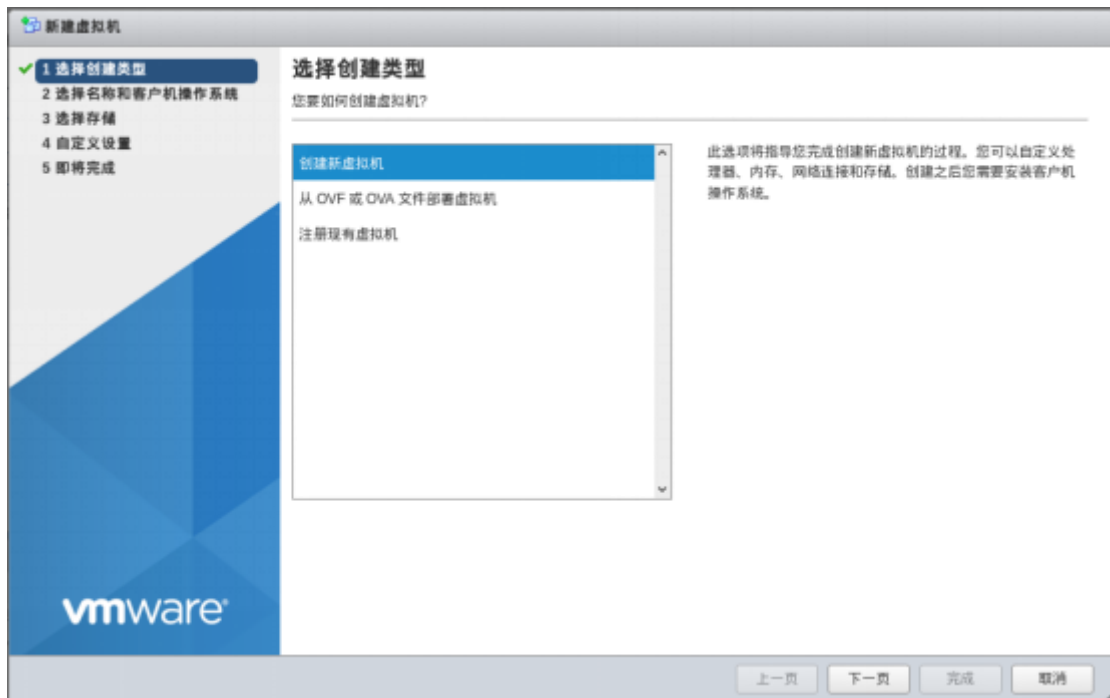 新建虚拟机
1 选择创建类型
2 选择名称和客户机操作系统
3 选择存储
4 自定义设置
5 即将完成
选择创建类型
您要如何创建虚拟机?
创建新虚拟机
从 OVF 或 OVA 文件部署虚拟机
注册现有虚拟机
此选项将指导您完成创建新虚拟机的过程。您可以自定义处
理器、内存、网络连接和存储。创建之后您需要安装客户机
操作系统。
vmware®
上一页 下一页 完成 取消